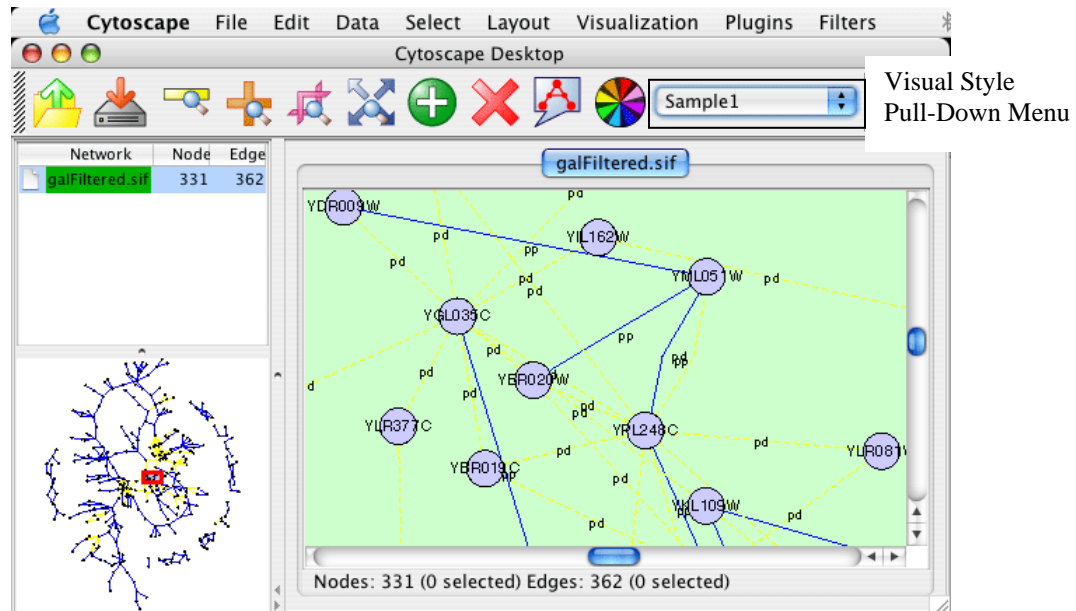 Cytoscape File Edit Data Select Layout Visualization Plugins Filters
Cytoscape Desktop
Sample1
Visual Style
Pull-Down Menu
Network Node Edge
galFiltered.sif 331 362
galFiltered.sif
YDR009W
pd
pd
YIL162W
pp
pd
YML051W
pd
pd
pd
YGL035C
pp
pd
pd
pp
d
pd
YBR020W
pd
pd
pd
YLR377C
YPL248C
pd
YLR081W
pd
YBR019C
pp
pd
YKL109W
pp
pd
pd
Nodes: 331 (0 selected) Edges: 362 (0 selected)